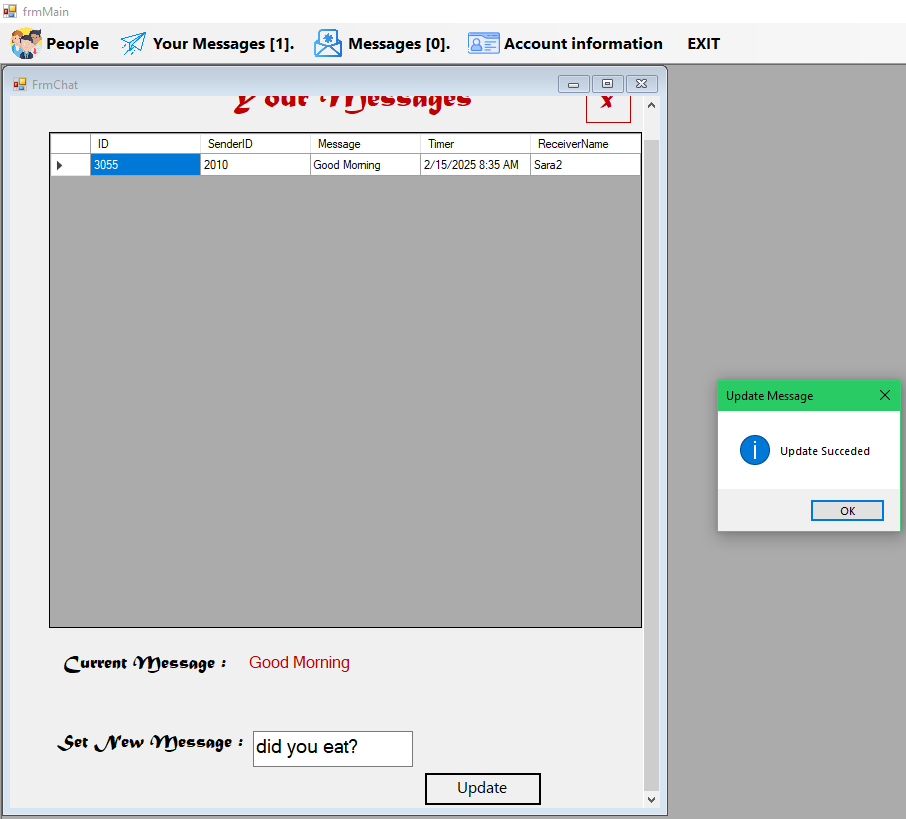 frmMain
People Your Messages [1]. Messages [0]. Account information EXIT
FrmChat
Your Messages X
ID SenderID Message Timer ReceiverName
3055 2010 Good Morning 2/15/2025 8:35 AM Sara2
Update Message
Update Succeded
OK
Current Message : Good Morning
Set New Message : did you eat?
Update